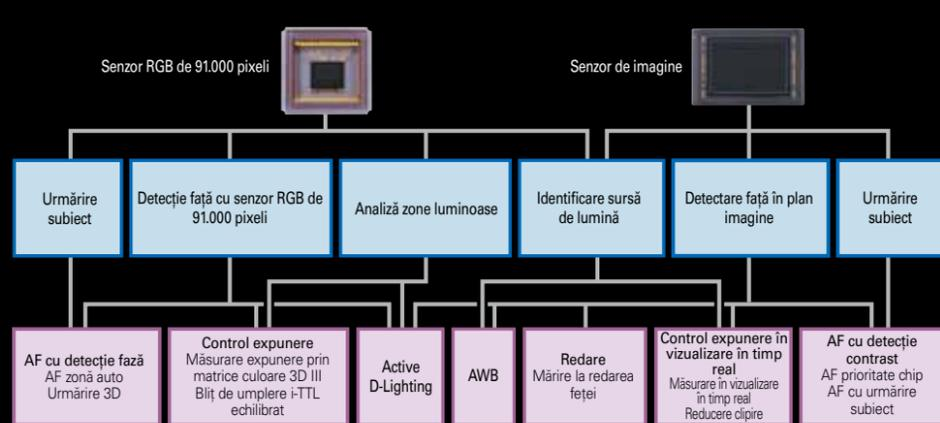 Senzor RGB de 91.000 pixeli
Senzor de imagine
Urmărire
subiect
Detecție față cu senzor RGB de
91.000 pixeli
Analiză zone luminoase
Identificare sursă
de lumină
Detectare față în plan
imagine
Urmărire
subiect
AF cu detecție fază
AF zonă auto
Urmărire 3D
Control expunere
Măsurare expunere prin
matrice culoare 3D III
Bliț de umplere i-TTL
echilibrat
Active
D-Lighting
AWB
Redare
Mărire la redarea
feței
Control expunere în
vizualizare în timp
real
Măsurare în vizualizare
în timp real
Reducere clipire
AF cu detecție
contrast
AF prioritate chip
AF cu urmărire
subiect